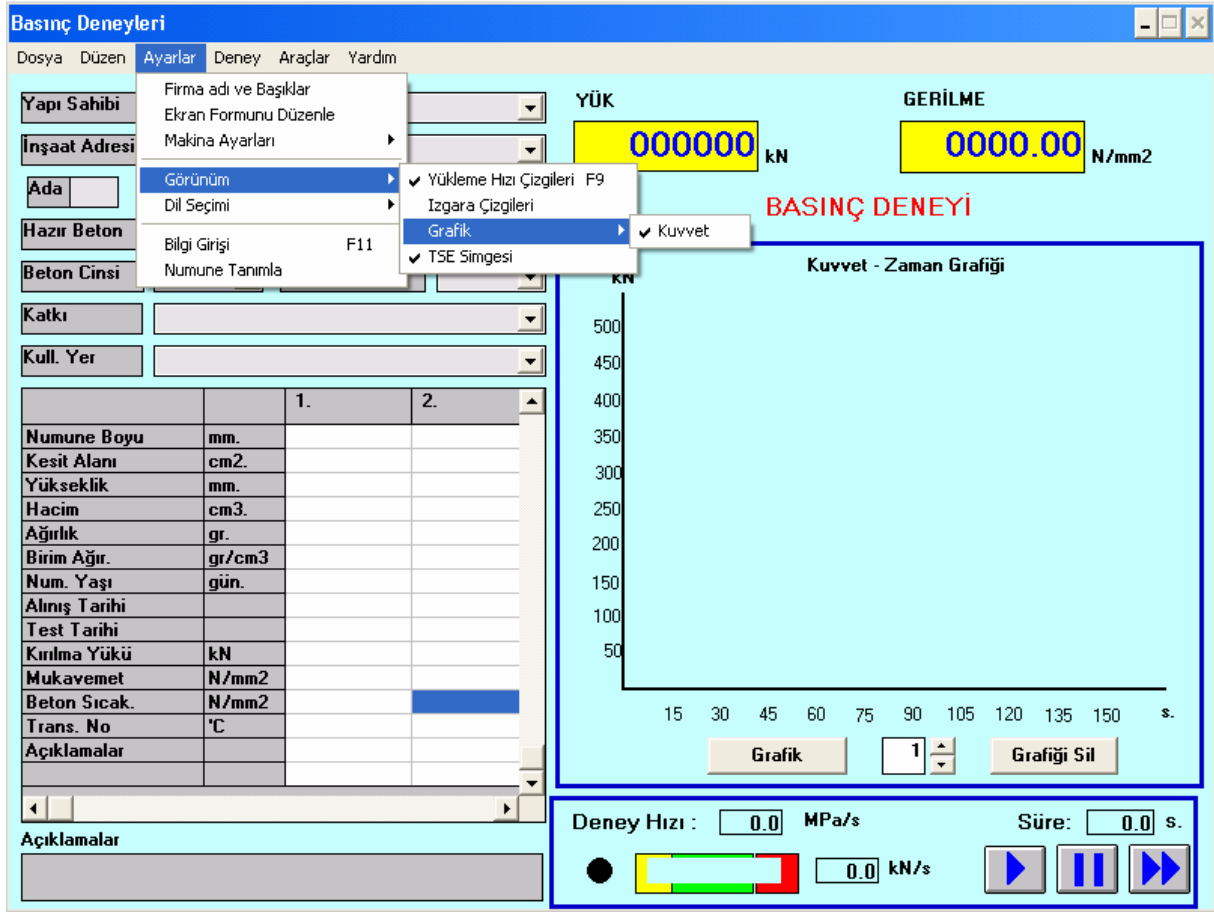 Basınç Deneyleri
Dosya Düzen Ayarlar Deney Araçlar Yardım
Firma adı ve Başıklar
Ekran Formunu Düzenle
Makina Ayarları
Görünüm
Dil Seçimi
Bilgi Girişi F11
Numune Tanımla
Yükleme Hızı Çizgileri F9
Izgara Çizgileri
Grafik
TSE Simgesi
Kuvvet
Yapı Sahibi
İnşaat Adresi
Ada
Hazır Beton
Beton Cinsi
Katkı
Kull. Yer
1. 2.
Numune Boyu mm.
Kesit Alanı cm2.
Yükseklik mm.
Hacim cm3.
Ağırlık gr.
Birim Ağır. gr/cm3
Num. Yaşı gün.
Alınış Tarihi
Test Tarihi
Kırılma Yükü kN
Mukavemet N/mm2
Beton Sıcak. N/mm2
Trans. No 'C
Açıklamalar
Açıklamalar
YÜK GERİLME
000000 kN 0000.00 N/mm2
BASINÇ DENEYİ
Kuvvet - Zaman Grafiği
kN
500
450
400
350
300
250
200
150
100
50
15 30 45 60 75 90 105 120 135 150 s.
Grafik 1 Grafiği Sil
Deney Hızı : 0.0 MPa/s Süre: 0.0 s.
0.0 kN/s